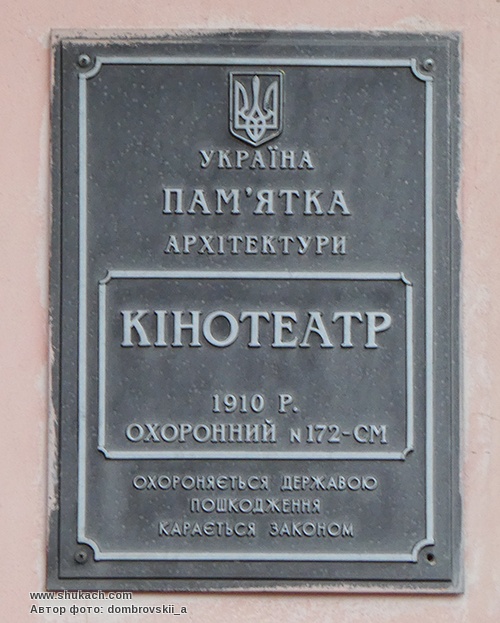 УКРАЇНА
ПАМ'ЯТКА
АРХІТЕКТУРИ
КІНОТЕАТР
1910 Р.
ОХОРОННИЙ N172-СМ
ОХОРОНЯЄТЬСЯ ДЕРЖАВОЮ
ПОШКОДЖЕННЯ
КАРАЄТЬСЯ ЗАКОНОМ
www.shukach.com
Автор фото: dombrovskii_a